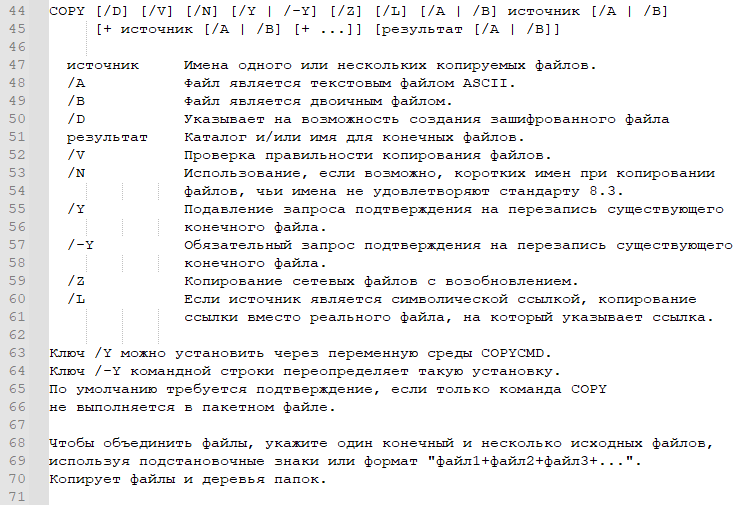 44 COPY [/D] [/V] [/N] [/Y | /-Y] [/Z] [/L] [/A | /B] источник [/A | /B]
45      [+ источник [/A | /B] [+ ...]] [результат [/A | /B]]
46
47   источник     Имена одного или нескольких копируемых файлов.
48   /A           Файл является текстовым файлом ASCII.
49   /B           Файл является двоичным файлом.
50   /D           Указывает на возможность создания зашифрованного файла
51   результат    Каталог и/или имя для конечных файлов.
52   /V           Проверка правильности копирования файлов.
53   /N           Использование, если возможно, коротких имен при копировании
54                файлов, чьи имена не удовлетворяют стандарту 8.3.
55   /Y           Подавление запроса подтверждения на перезапись существующего
56                конечного файла.
57   /-Y          Обязательный запрос подтверждения на перезапись существующего
58                конечного файла.
59   /Z           Копирование сетевых файлов с возобновлением.
60   /L           Если источник является символической ссылкой, копирование
61                ссылки вместо реального файла, на который указывает ссылка.
62
63 Ключ /Y можно установить через переменную среды COPYCMD.
64 Ключ /-Y командной строки переопределяет такую установку.
65 По умолчанию требуется подтверждение, если только команда COPY
66 не выполняется в пакетном файле.
67
68 Чтобы объединить файлы, укажите один конечный и несколько исходных файлов,
69 используя подстановочные знаки или формат "файл1+файл2+файл3+...".
70 Копирует файлы и деревья папок.
71